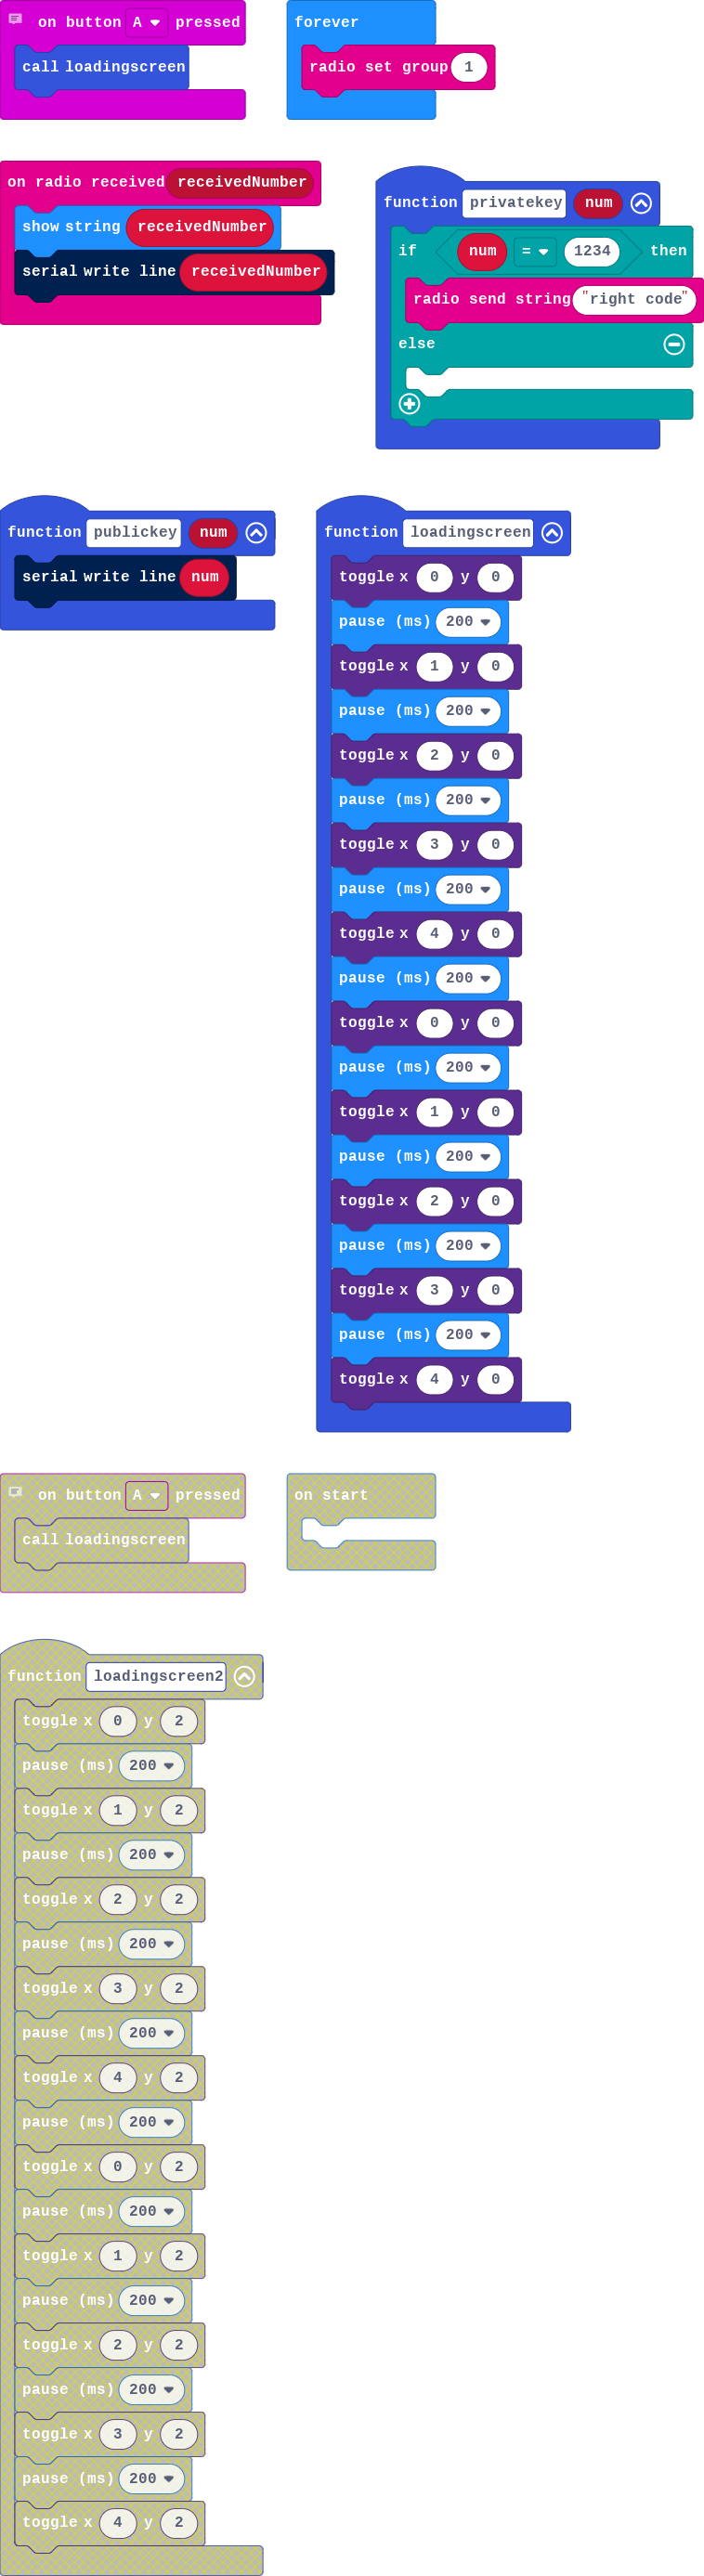 on button A pressed
call loadingscreen
forever
radio set group 1
on radio received receivedNumber
show string receivedNumber
serial write line receivedNumber
function privatekey num
if num = 1234 then
radio send string "right code"
else
function publickey num
serial write line num
function loadingscreen
toggle x 0 y 0
pause (ms) 200
toggle x 1 y 0
pause (ms) 200
toggle x 2 y 0
pause (ms) 200
toggle x 3 y 0
pause (ms) 200
toggle x 4 y 0
pause (ms) 200
toggle x 0 y 0
pause (ms) 200
toggle x 1 y 0
pause (ms) 200
toggle x 2 y 0
pause (ms) 200
toggle x 3 y 0
pause (ms) 200
toggle x 4 y 0
on button A pressed
call loadingscreen
on start
function loadingscreen2
toggle x 0 y 2
pause (ms) 200
toggle x 1 y 2
pause (ms) 200
toggle x 2 y 2
pause (ms) 200
toggle x 3 y 2
pause (ms) 200
toggle x 4 y 2
pause (ms) 200
toggle x 0 y 2
pause (ms) 200
toggle x 1 y 2
pause (ms) 200
toggle x 2 y 2
pause (ms) 200
toggle x 3 y 2
pause (ms) 200
toggle x 4 y 2